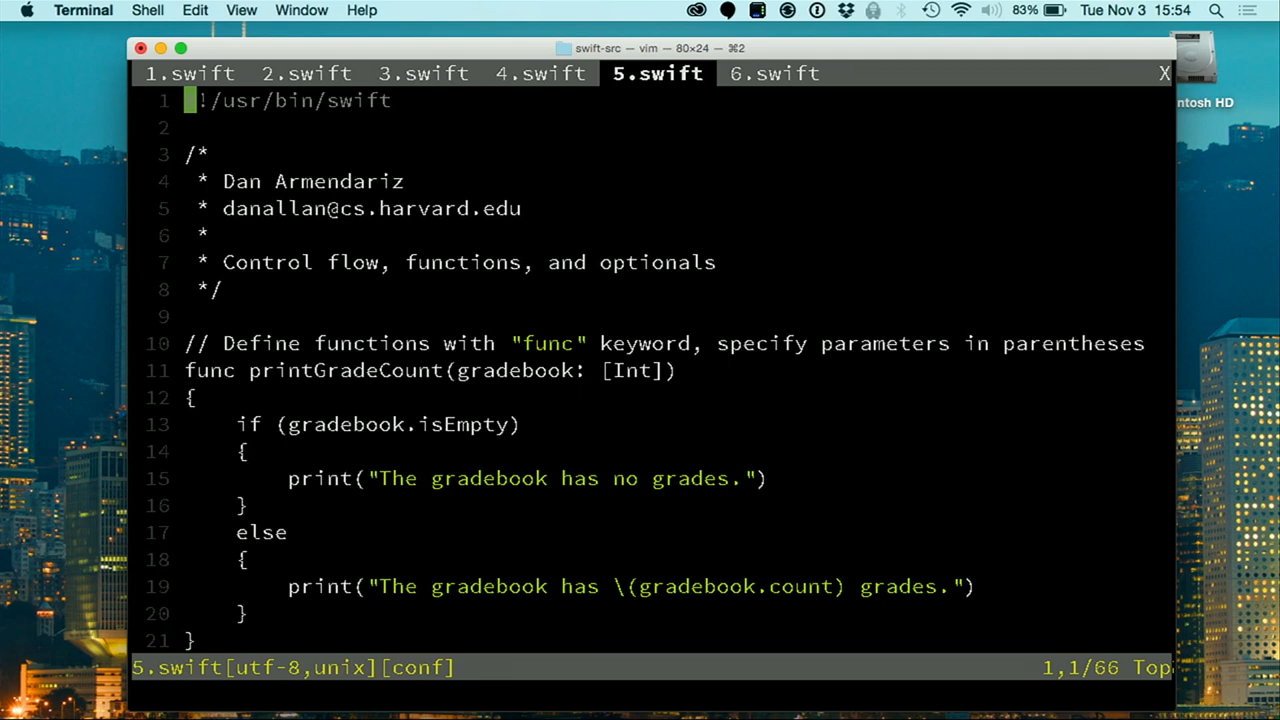 Terminal Shell Edit View Window Help 83% Tue Nov 3 15:54
swift-src — vim — 80×24 — ⌘2
1.swift 2.swift 3.swift 4.swift 5.swift 6.swift X
ntosh HD
1 #!/usr/bin/swift
2
3 /*
4  * Dan Armendariz
5  * danallan@cs.harvard.edu
6  *
7  * Control flow, functions, and optionals
8  */
9
10 // Define functions with "func" keyword, specify parameters in parentheses
11 func printGradeCount(gradebook: [Int])
12 {
13     if (gradebook.isEmpty)
14     {
15         print("The gradebook has no grades.")
16     }
17     else
18     {
19         print("The gradebook has \(gradebook.count) grades.")
20     }
21 }
5.swift[utf-8,unix][conf] 1,1/66 Top